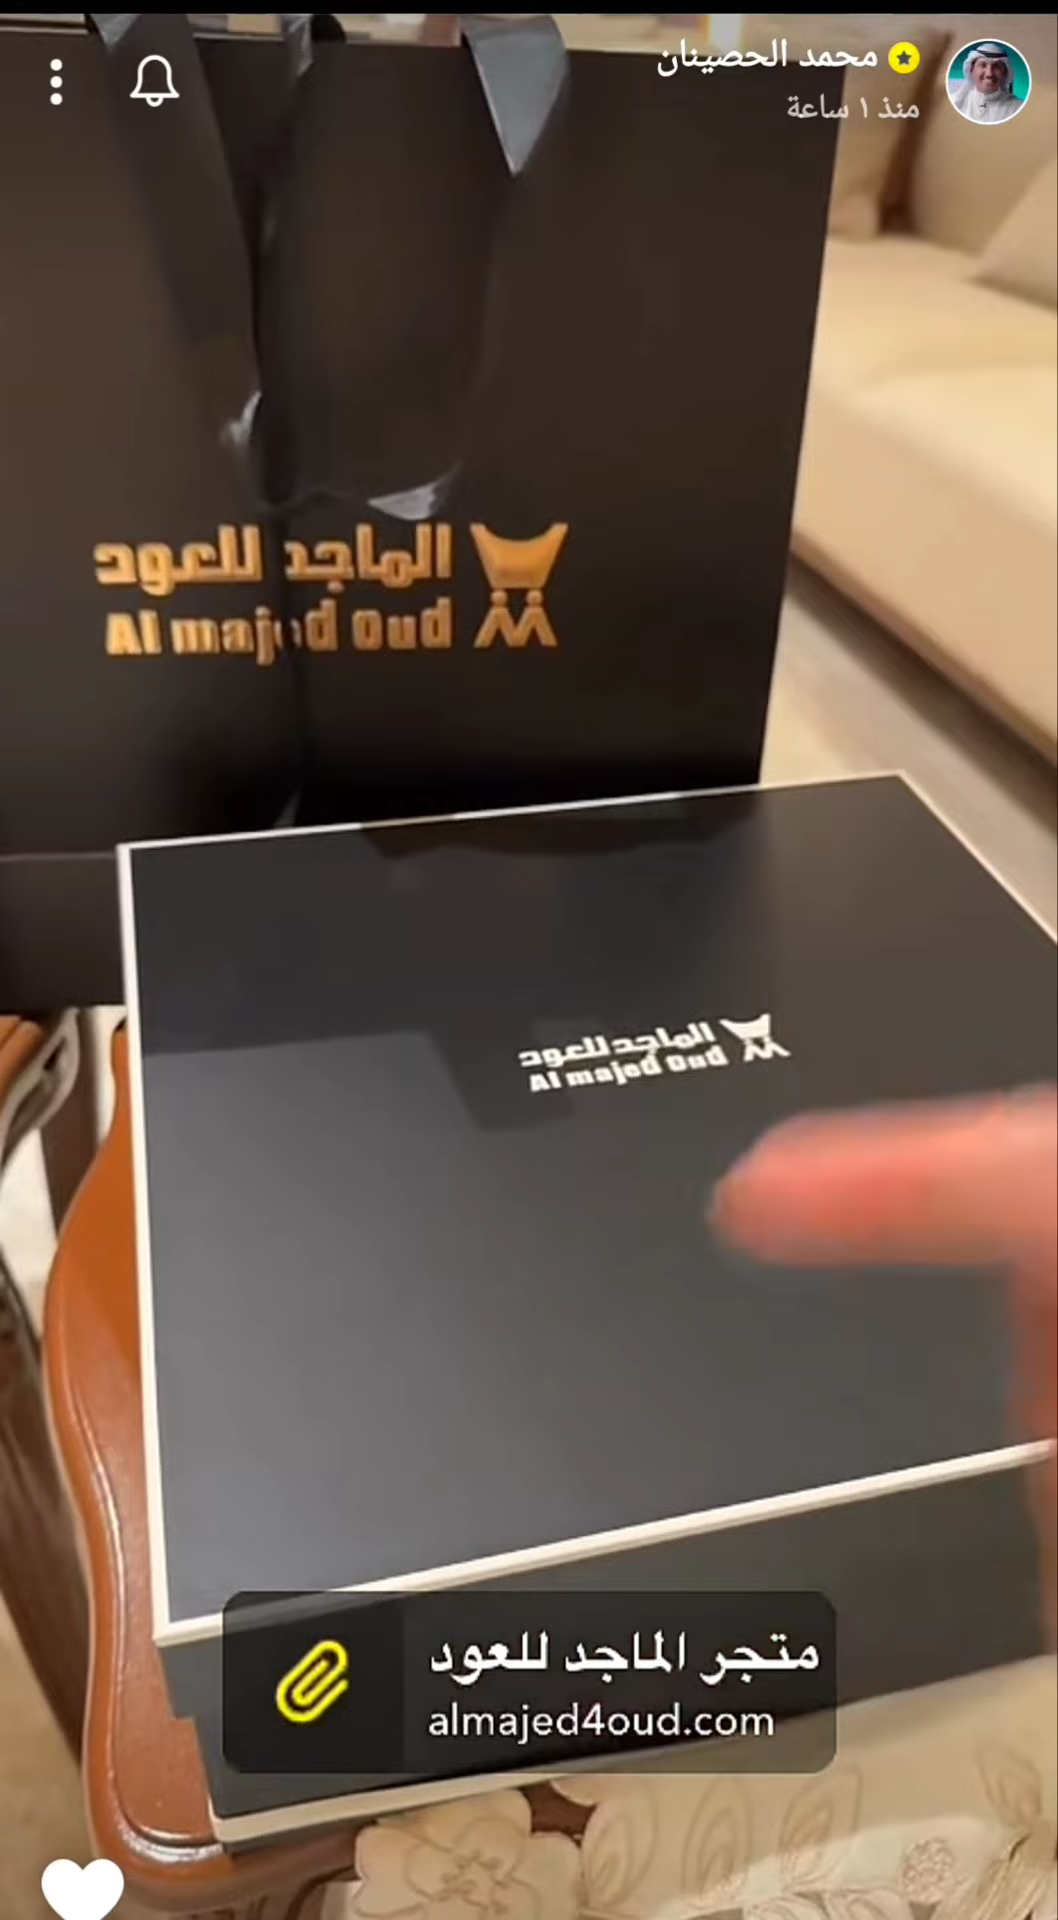 محمد الحصينان
منذ ١ ساعة
الماجد للعود
Al majed Oud
الماجد للعود
Al majed Oud
متجر الماجد للعود
almajed4oud.com